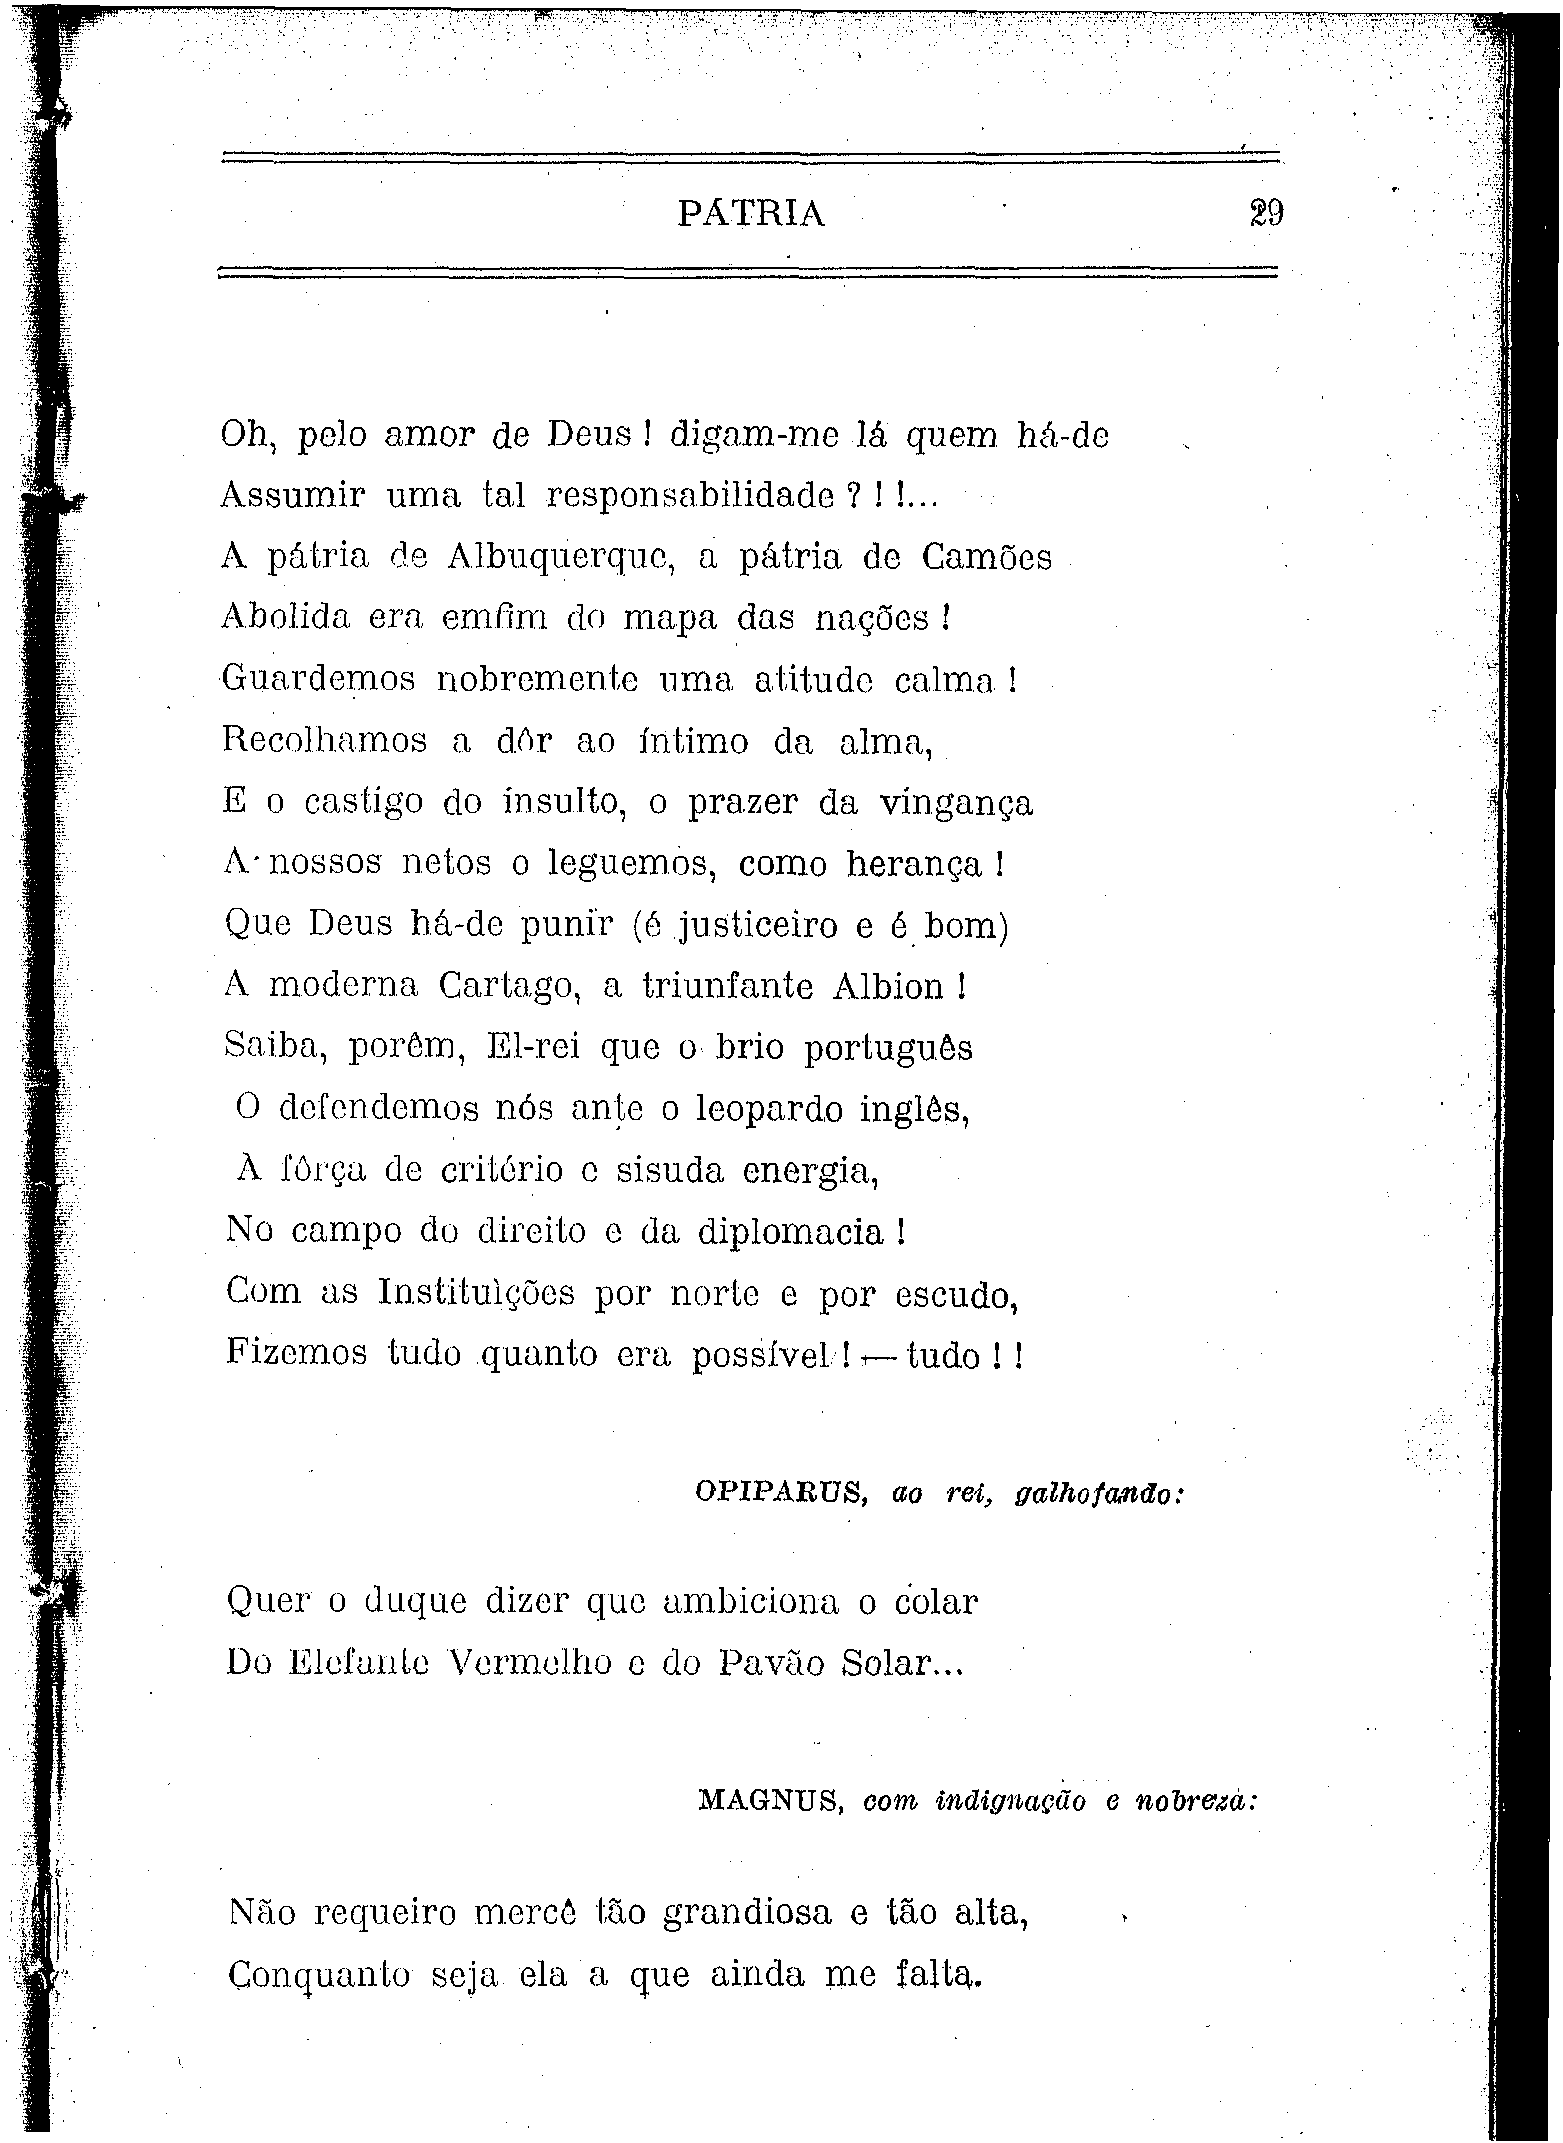 PÁTRIA 29
Oh, pelo amor de Deus! digam-me lá quem há-de
Assumir uma tal responsabilidade?!!...
A pátria de Albuquerque, a pátria de Camões
Abolida era emfim do mapa das nações!
Guardemos nobremente uma atitude calma!
Recolhamos a dôr ao íntimo da alma,
E o castigo do insulto, o prazer da vingança
A nossos netos o leguemos, como herança!
Que Deus há-de punir (é justiceiro e é bom)
A moderna Cartago, a triunfante Albion!
Saiba, porêm, El-rei que o brio português
O defendemos nós ante o leopardo inglês,
À fôrça de critério e sisuda energia,
No campo do direito e da diplomacia!
Com as Instituìções por norte e por escudo,
Fizemos tudo quanto era possível! — tudo!!
OPIPARUS, ao rei, galhofando:
Quer o duque dizer que ambiciona o colar
Do Elefante Vermelho e do Pavão Solar...
MAGNUS, com indignação e nobreza:
Não requeiro mercê tão grandiosa e tão alta,
Conquanto seja ela a que ainda me falta.